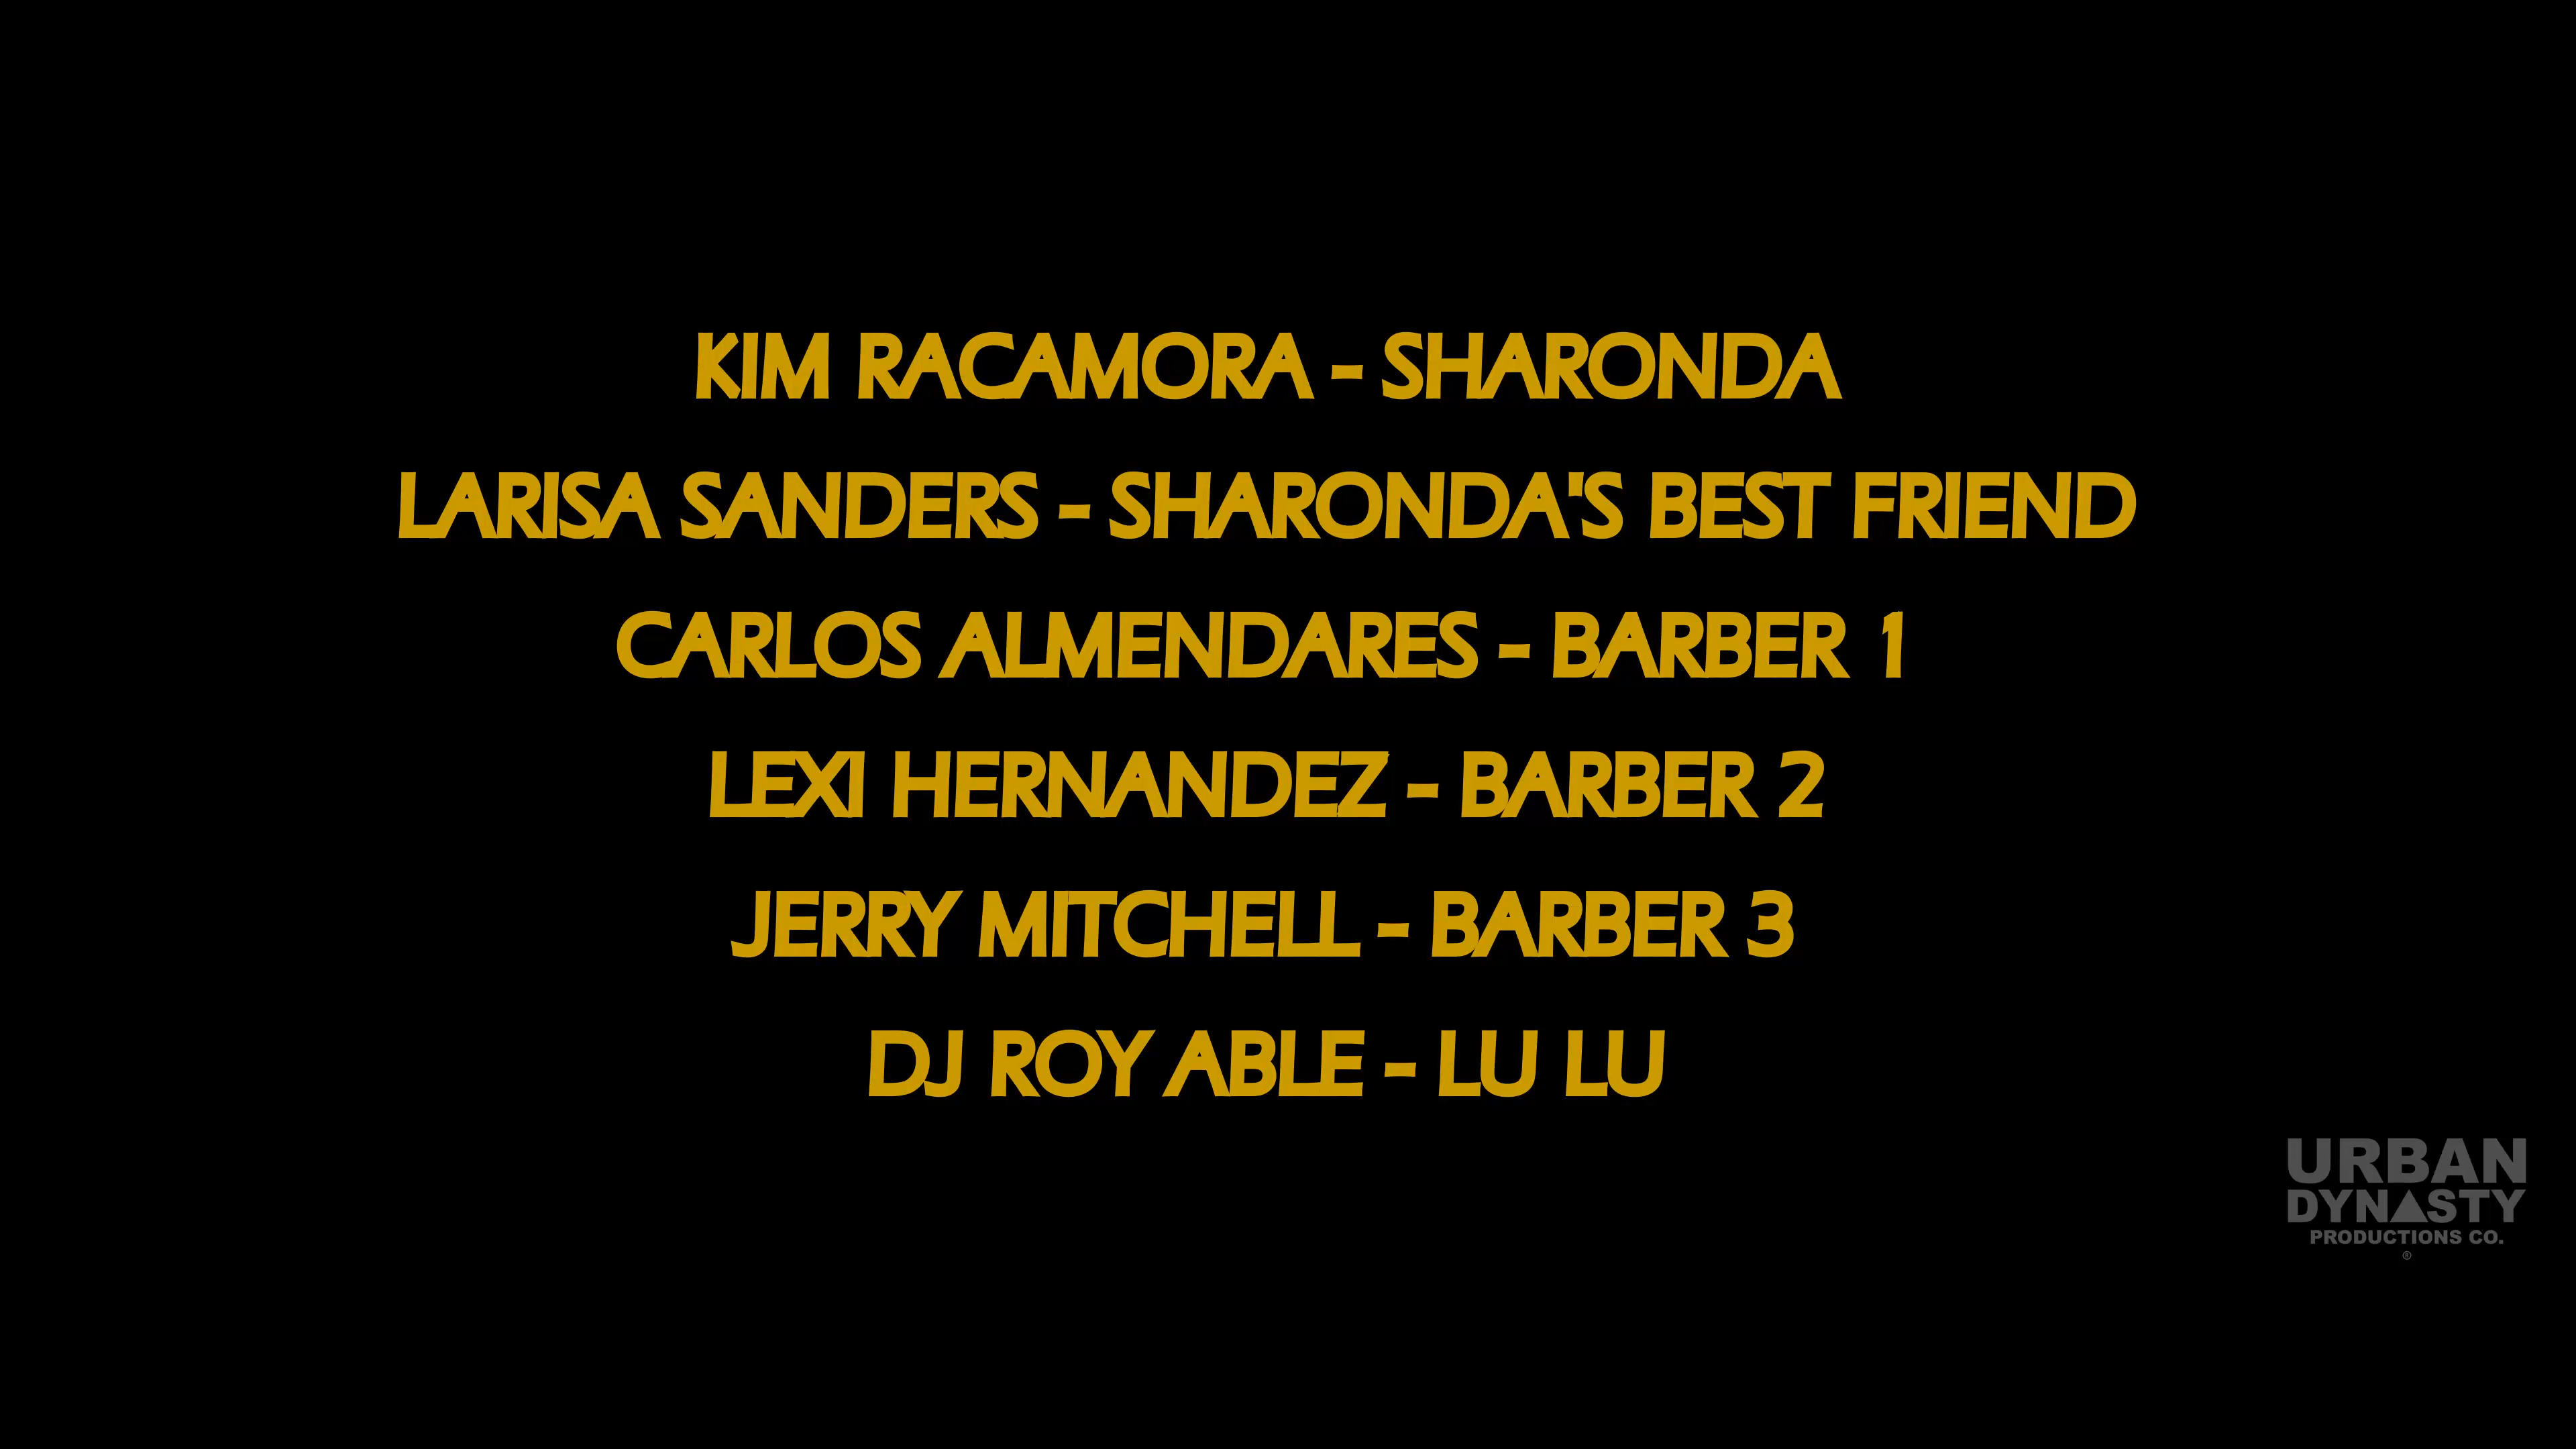 KIM RACAMORA - SHARONDA
LARISA SANDERS - SHARONDA'S BEST FRIEND
CARLOS ALMENDARES - BARBER 1
LEXI HERNANDEZ - BARBER 2
JERRY MITCHELL - BARBER 3
DJ ROY ABLE - LU LU
URBAN
DYNASTY
PRODUCTIONS CO.
®